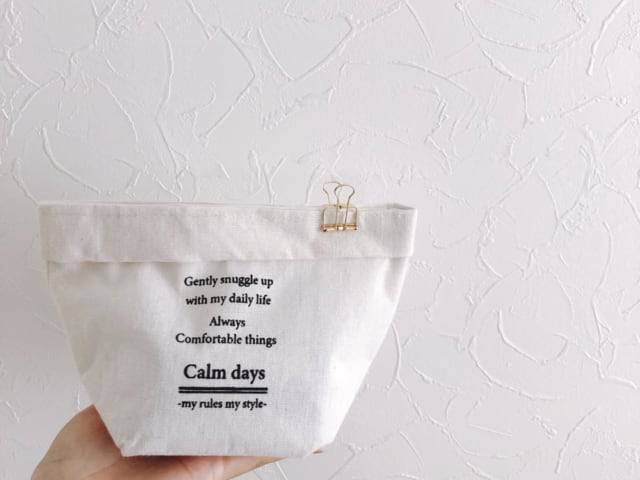 Gently snuggle up
with my daily life
Always
Comfortable things
Calm days
-my rules my style-